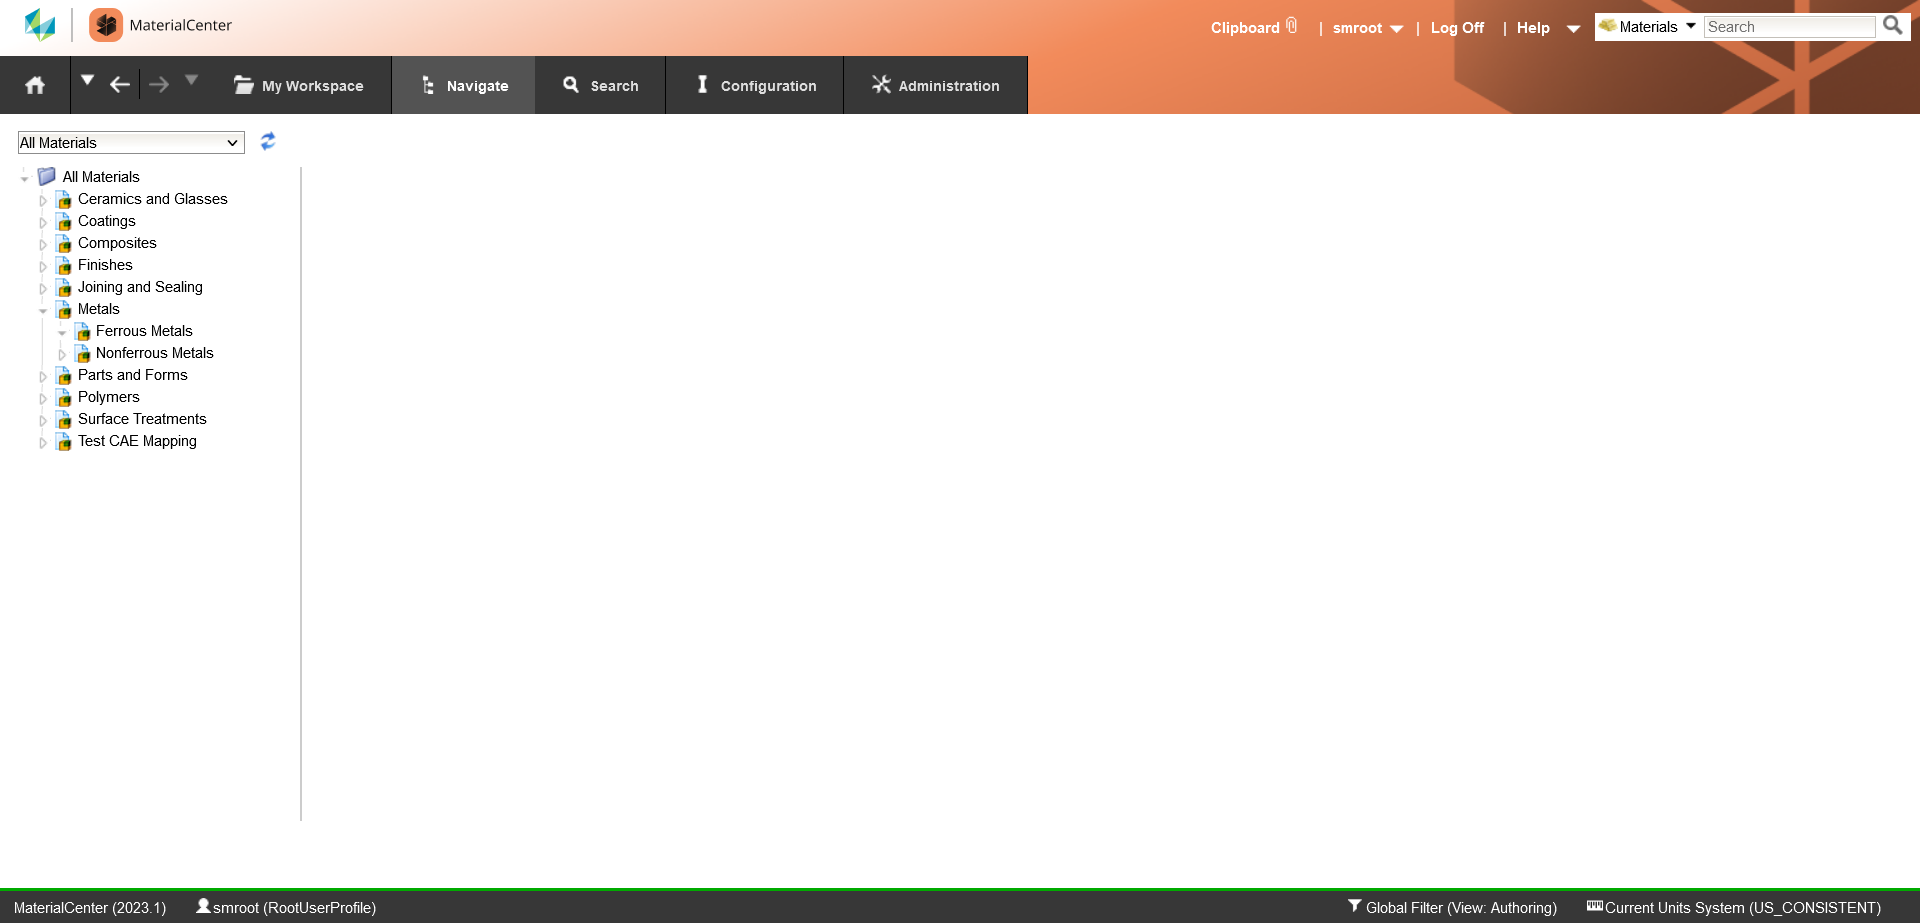 MaterialCenter
Clipboard | smroot | Log Off | Help Materials Search
My Workspace Navigate Search Configuration Administration
All Materials
All Materials
Ceramics and Glasses
Coatings
Composites
Finishes
Joining and Sealing
Metals
Ferrous Metals
Nonferrous Metals
Parts and Forms
Polymers
Surface Treatments
Test CAE Mapping
MaterialCenter (2023.1) smroot (RootUserProfile) Global Filter (View: Authoring) Current Units System (US_CONSISTENT)